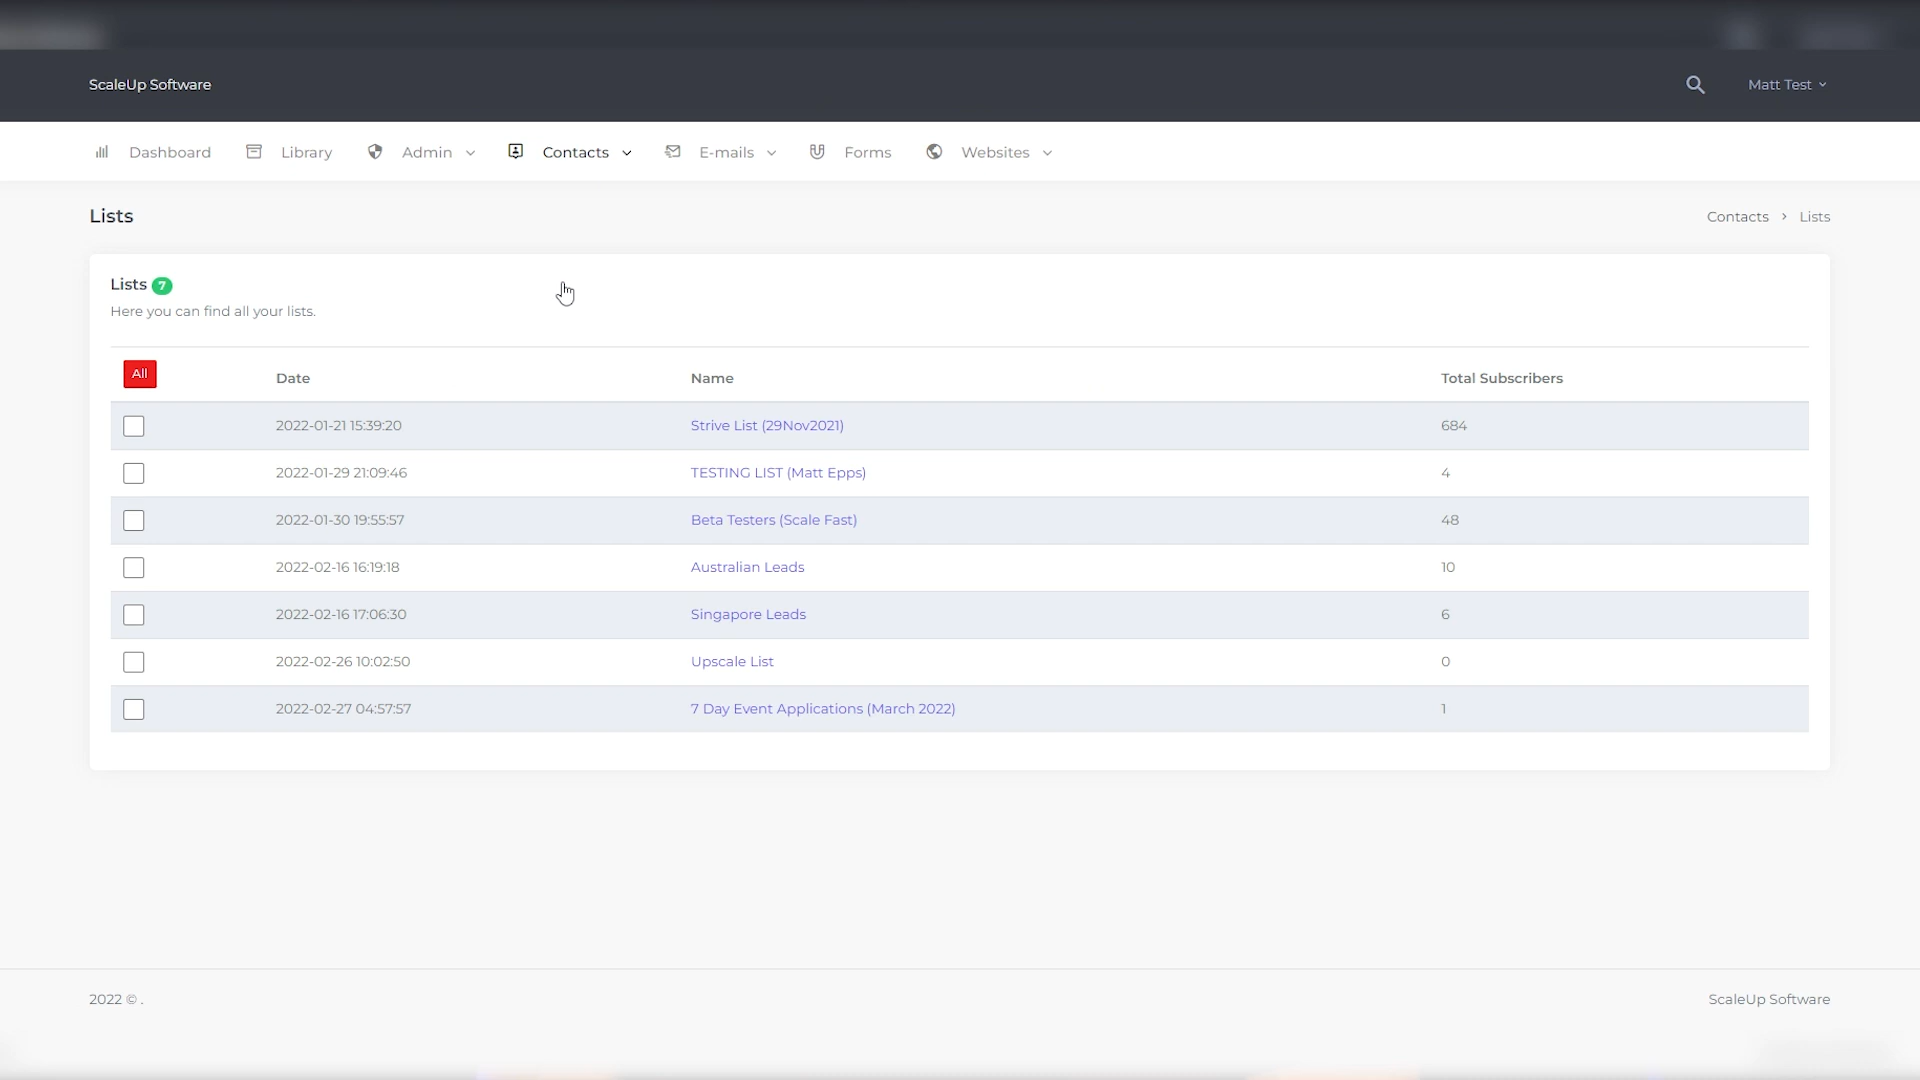 ScaleUp Software
Matt Test
Dashboard Library Admin Contacts E-mails Forms Websites
Lists
Contacts > Lists
Lists 7
Here you can find all your lists.
All Date Name Total Subscribers
2022-01-21 15:39:20 Strive List (29Nov2021) 684
2022-01-29 21:09:46 TESTING LIST (Matt Epps) 4
2022-01-30 19:55:57 Beta Testers (Scale Fast) 48
2022-02-16 16:19:18 Australian Leads 10
2022-02-16 17:06:30 Singapore Leads 6
2022-02-26 10:02:50 Upscale List 0
2022-02-27 04:57:57 7 Day Event Applications (March 2022) 1
2022 © .
ScaleUp Software